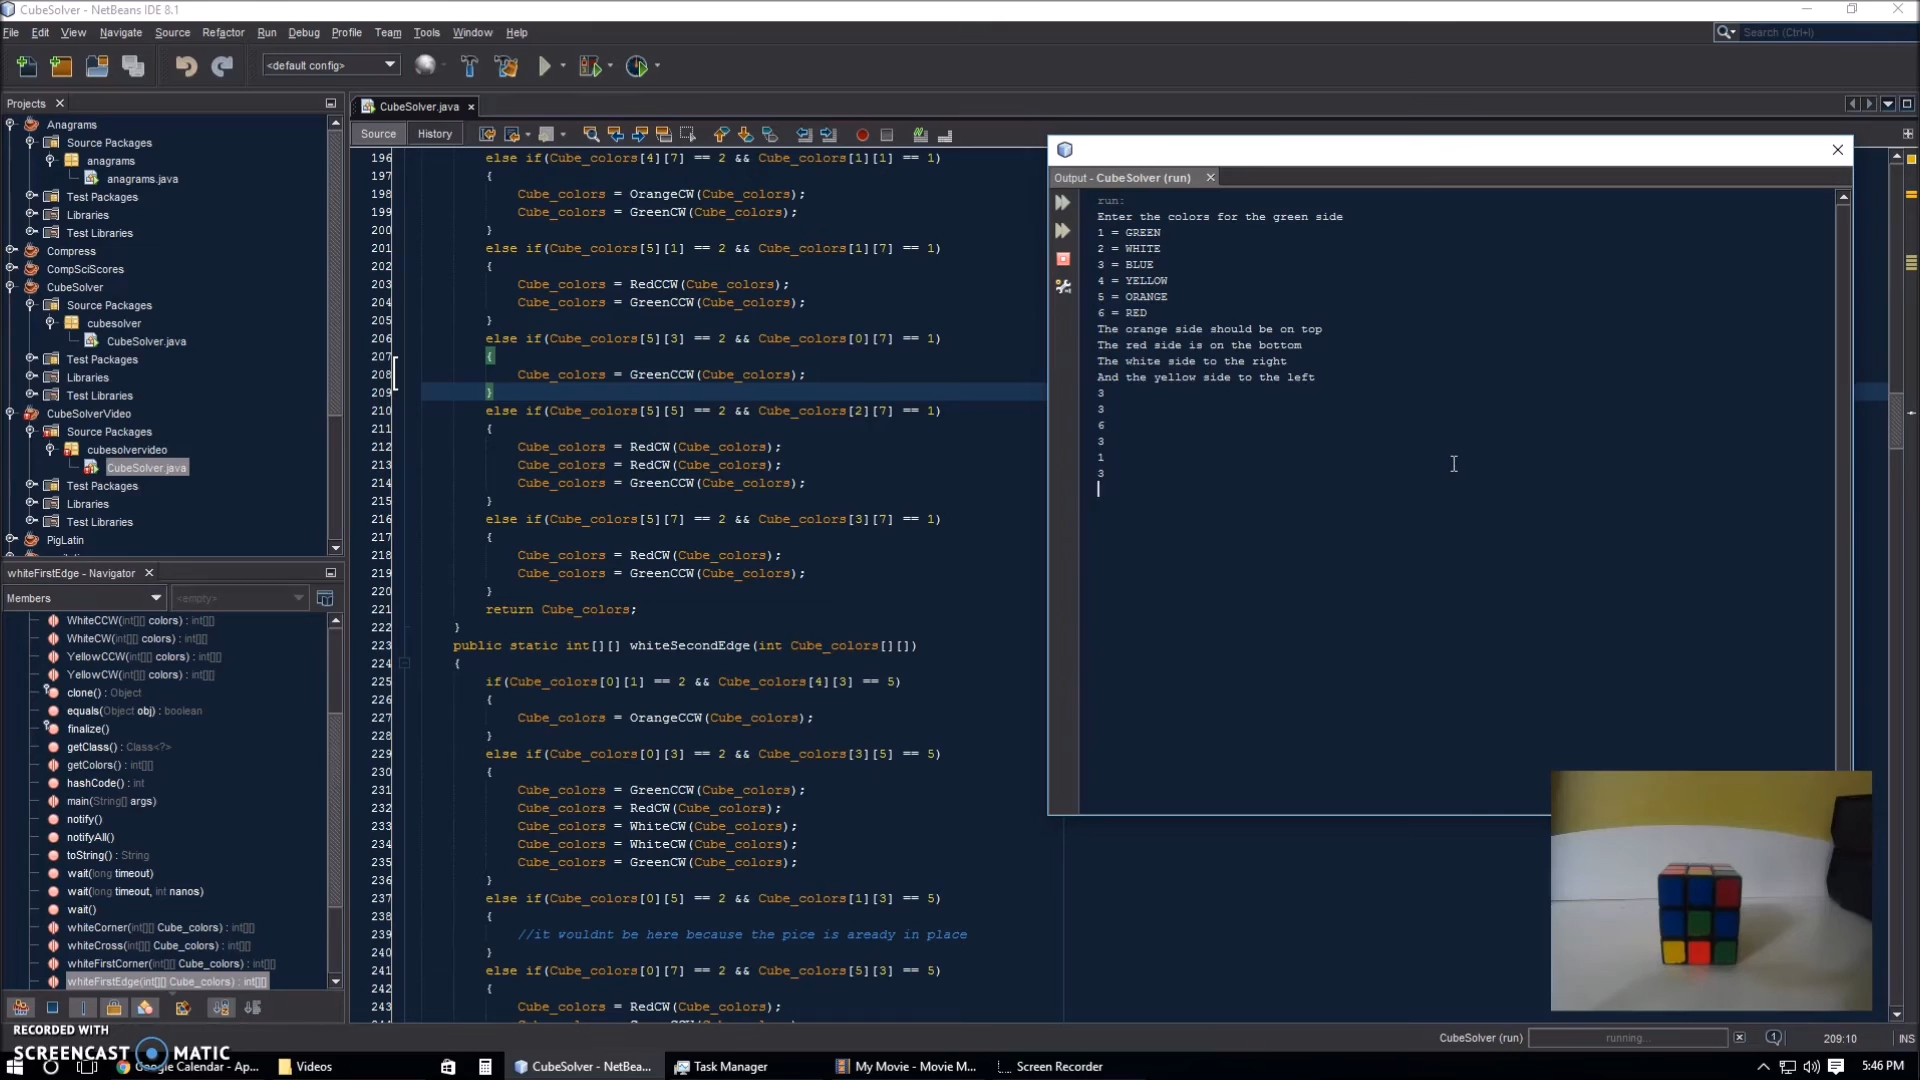 CubeSolver - NetBeans IDE 8.1
File Edit View Navigate Source Refactor Run Debug Profile Team Tools Window Help
Search (Ctrl+I)
<default config>
Projects
Anagrams
Source Packages
anagrams
anagrams.java
Test Packages
Libraries
Test Libraries
Compress
CompSciScores
CubeSolver
Source Packages
cubesolver
CubeSolver.java
Test Packages
Libraries
Test Libraries
CubeSolverVideo
Source Packages
cubesolvervideo
CubeSolver.java
Test Packages
Libraries
Test Libraries
PigLatin
whiteFirstEdge - Navigator
Members
<empty>
WhiteCCW(int[][] colors) : int[][]
WhiteCW(int[][] colors) : int[][]
YellowCCW(int[][] colors) : int[][]
YellowCW(int[][] colors) : int[][]
clone() : Object
equals(Object obj) : boolean
finalize()
getClass() : Class<?>
getColors() : int[][]
hashCode() : int
main(String[] args)
notify()
notifyAll()
toString() : String
wait(long timeout)
wait(long timeout, int nanos)
wait()
whiteCorner(int[][] Cube_colors) : int[][]
whiteCross(int[][] Cube_colors) : int[][]
whiteFirstCorner(int[][] Cube_colors) : int[][]
whiteFirstEdge(int[][] Cube_colors) : int[][]
CubeSolver.java
Source History
196 else if(Cube_colors[4][7] == 2 && Cube_colors[1][1] == 1)
197 {
198 Cube_colors = OrangeCW(Cube_colors);
199 Cube_colors = GreenCW(Cube_colors);
200 }
201 else if(Cube_colors[5][1] == 2 && Cube_colors[1][7] == 1)
202 {
203 Cube_colors = RedCCW(Cube_colors);
204 Cube_colors = GreenCCW(Cube_colors);
205 }
206 else if(Cube_colors[5][3] == 2 && Cube_colors[0][7] == 1)
207 {
208 Cube_colors = GreenCCW(Cube_colors);
209 }
210 else if(Cube_colors[5][5] == 2 && Cube_colors[2][7] == 1)
211 {
212 Cube_colors = RedCW(Cube_colors);
213 Cube_colors = RedCW(Cube_colors);
214 Cube_colors = GreenCCW(Cube_colors);
215 }
216 else if(Cube_colors[5][7] == 2 && Cube_colors[3][7] == 1)
217 {
218 Cube_colors = RedCW(Cube_colors);
219 Cube_colors = GreenCCW(Cube_colors);
220 }
221 return Cube_colors;
222 }
223 public static int[][] whiteSecondEdge(int Cube_colors[][])
224 {
225 if(Cube_colors[0][1] == 2 && Cube_colors[4][3] == 5)
226 {
227 Cube_colors = OrangeCCW(Cube_colors);
228 }
229 else if(Cube_colors[0][3] == 2 && Cube_colors[3][5] == 5)
230 {
231 Cube_colors = GreenCCW(Cube_colors);
232 Cube_colors = RedCW(Cube_colors);
233 Cube_colors = WhiteCW(Cube_colors);
234 Cube_colors = WhiteCW(Cube_colors);
235 Cube_colors = GreenCW(Cube_colors);
236 }
237 else if(Cube_colors[0][5] == 2 && Cube_colors[1][3] == 5)
238 {
239 //it wouldnt be here because the pice is aready in place
240 }
241 else if(Cube_colors[0][7] == 2 && Cube_colors[5][3] == 5)
242 {
243 Cube_colors = RedCW(Cube_colors);
Output - CubeSolver (run)
run:
Enter the colors for the green side
1 = GREEN
2 = WHITE
3 = BLUE
4 = YELLOW
5 = ORANGE
6 = RED
The orange side should be on top
The red side is on the bottom
The white side to the right
And the yellow side to the left
3
3
6
3
1
3
CubeSolver (run)
running...
209:10
INS
RECORDED WITH
SCREENCAST MATIC
Google Calendar - Ap...
Videos
CubeSolver - NetBea...
Task Manager
My Movie - Movie M...
Screen Recorder
5:46 PM